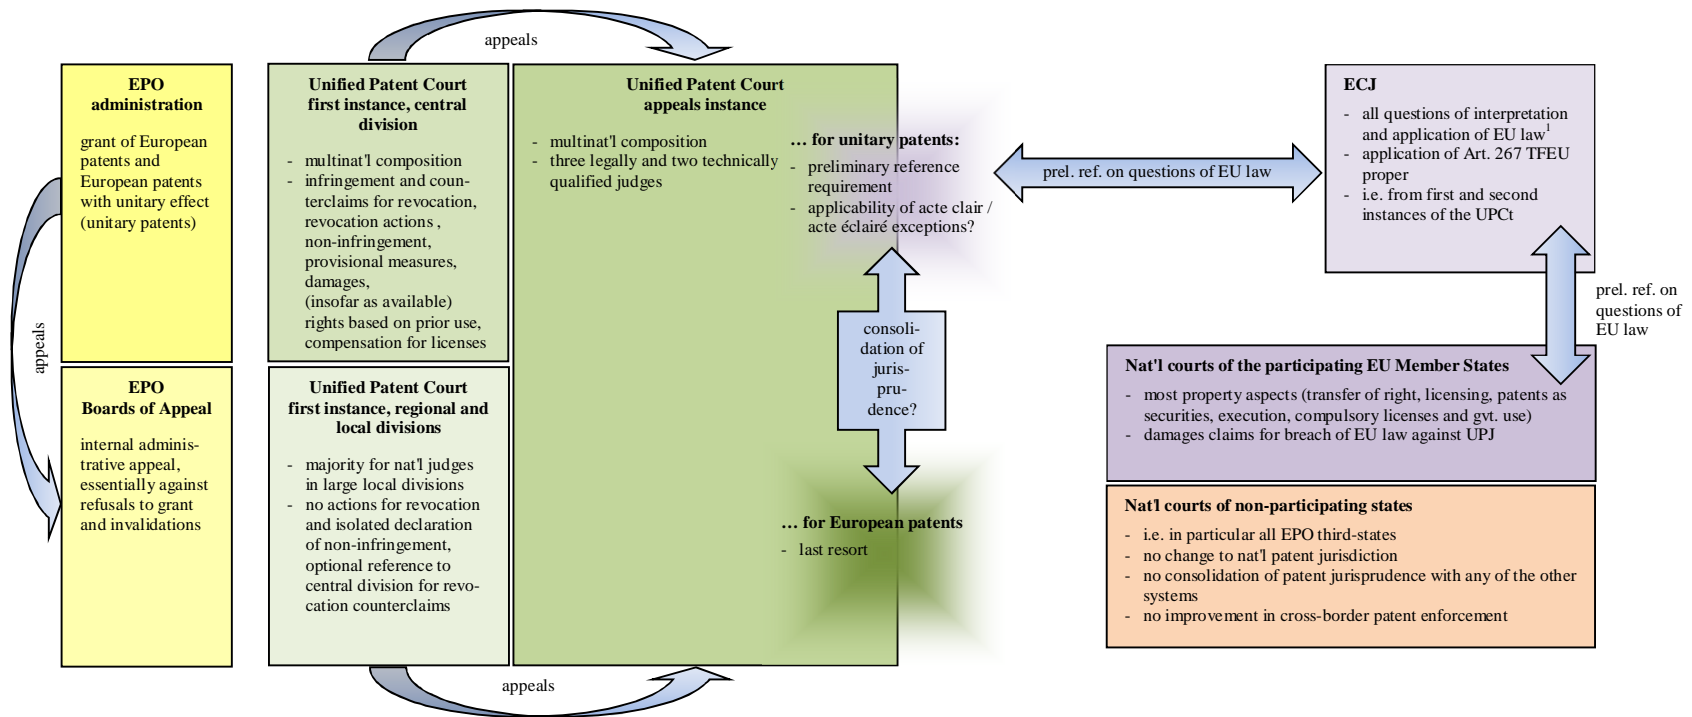 appeals
EPO
administration
grant of European
patents and
European patents
with unitary effect
(unitary patents)
appeals
EPO
Boards of Appeal
internal adminis-
trative appeal,
essentially against
refusals to grant
and invalidations
Unified Patent Court
first instance, central
division
- multinat'l composition
- infringement and coun-
terclaims for revocation,
revocation actions ,
non-infringement,
provisional measures,
damages,
(insofar as available)
rights based on prior use,
compensation for licenses
Unified Patent Court
first instance, regional and
local divisions
- majority for nat'l judges
in large local divisions
- no actions for revocation
and isolated declaration
of non-infringement,
optional reference to
central division for revo-
cation counterclaims
appeals
Unified Patent Court
appeals instance
- multinat'l composition
- three legally and two technically
qualified judges
… for unitary patents:
- preliminary reference
requirement
- applicability of acte clair /
acte éclairé exceptions?
consoli-
dation of
juris-
pru-
dence?
… for European patents
- last resort
prel. ref. on questions of EU law
ECJ
- all questions of interpretation
and application of EU law1
- application of Art. 267 TFEU
proper
- i.e. from first and second
instances of the UPCt
prel. ref. on
questions of
EU law
Nat'l courts of the participating EU Member States
- most property aspects (transfer of right, licensing, patents as
securities, execution, compulsory licenses and gvt. use)
- damages claims for breach of EU law against UPJ
Nat'l courts of non-participating states
- i.e. in particular all EPO third-states
- no change to nat'l patent jurisdiction
- no consolidation of patent jurisprudence with any of the other
systems
- no improvement in cross-border patent enforcement